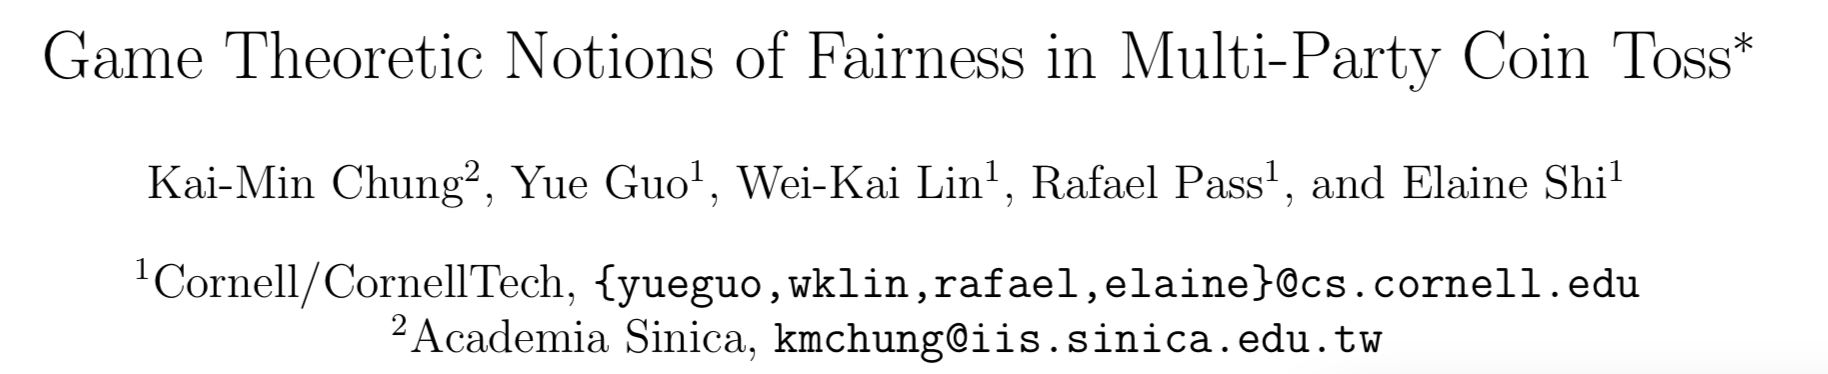 Game Theoretic Notions of Fairness in Multi-Party Coin Toss*
Kai-Min Chung², Yue Guo¹, Wei-Kai Lin¹, Rafael Pass¹, and Elaine Shi¹
¹Cornell/CornellTech, {yueguo,wklin,rafael,elaine}@cs.cornell.edu
²Academia Sinica, kmchung@iis.sinica.edu.tw